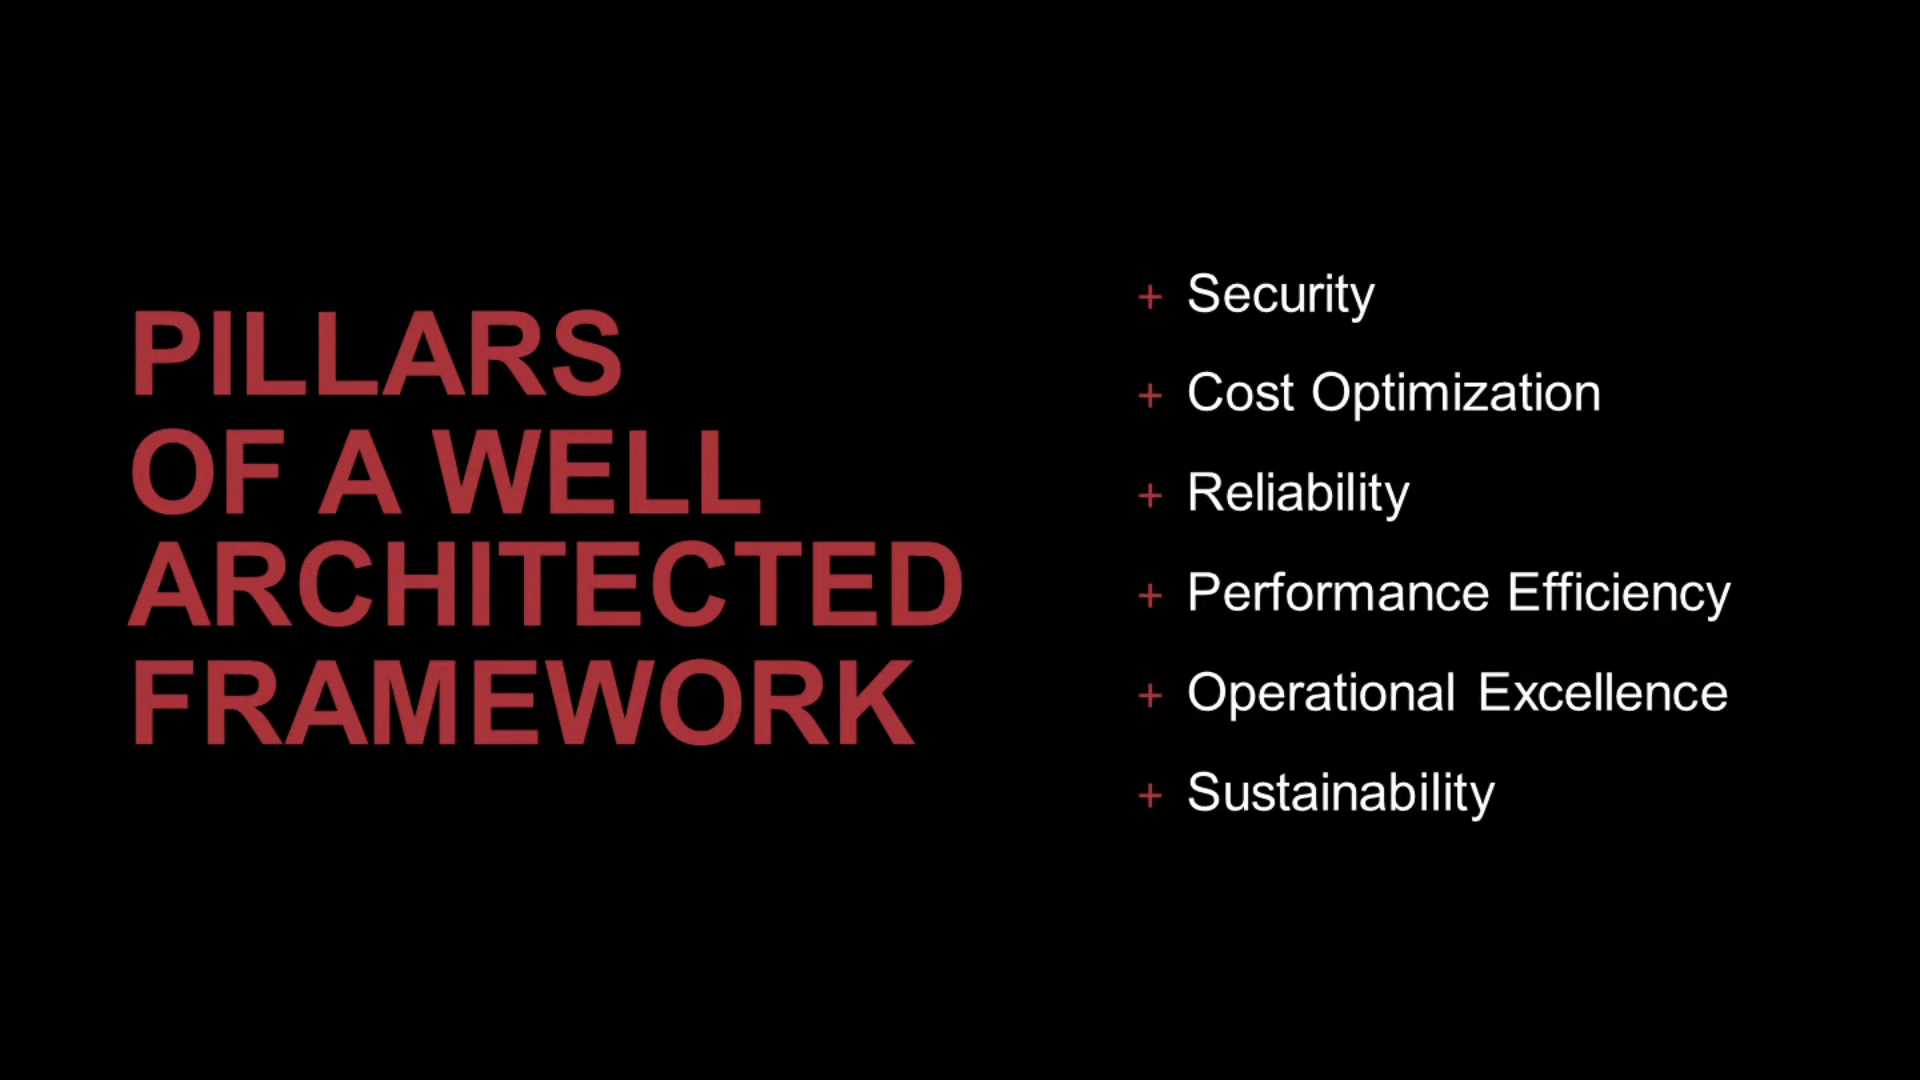 PILLARS
OF A WELL
ARCHITECTED
FRAMEWORK
+ Security
+ Cost Optimization
+ Reliability
+ Performance Efficiency
+ Operational Excellence
+ Sustainability